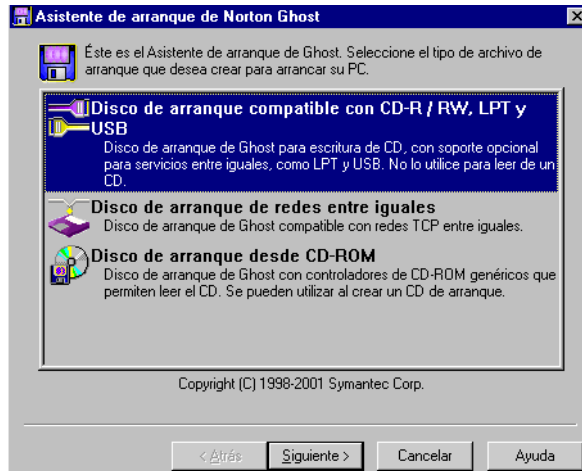 Asistente de arranque de Norton Ghost
Éste es el Asistente de arranque de Ghost. Seleccione el tipo de archivo de
arranque que desea crear para arrancar su PC.
Disco de arranque compatible con CD-R / RW, LPT y
USB
Disco de arranque de Ghost para escritura de CD, con soporte opcional
para servicios entre iguales, como LPT y USB. No lo utilice para leer de un
CD.
Disco de arranque de redes entre iguales
Disco de arranque de Ghost compatible con redes TCP entre iguales.
Disco de arranque desde CD-ROM
Disco de arranque de Ghost con controladores de CD-ROM genéricos que
permiten leer el CD. Se pueden utilizar al crear un CD de arranque.
Copyright (C) 1998-2001 Symantec Corp.
< Atrás
Siguiente >
Cancelar
Ayuda